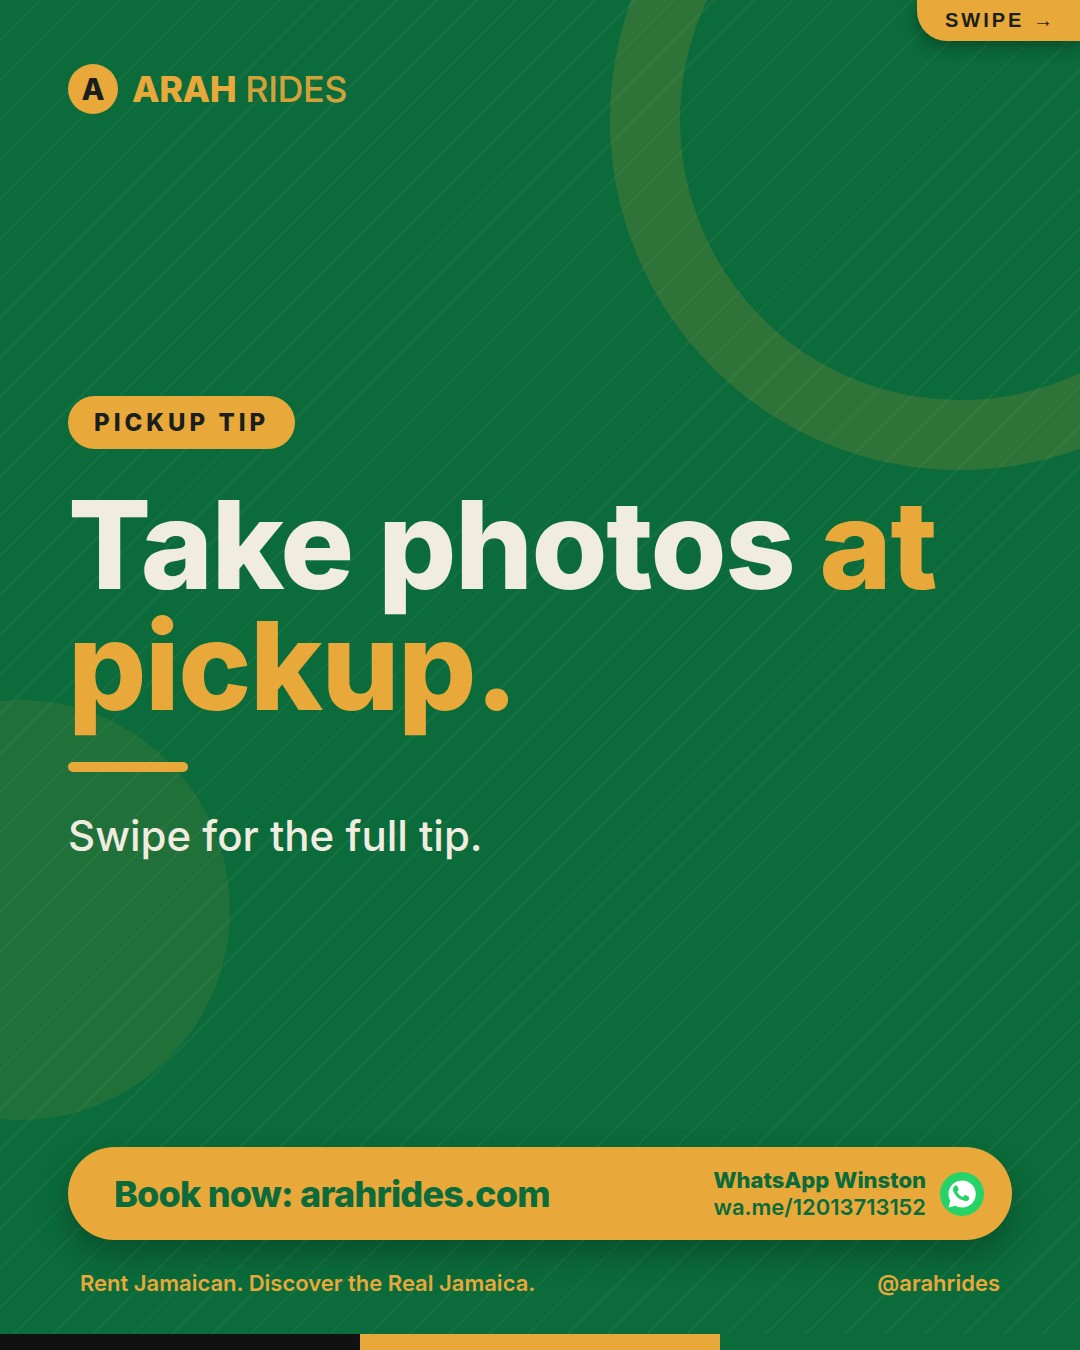 SWIPE →
A ARAH RIDES
PICKUP TIP
Take photos at
pickup.
Swipe for the full tip.
Book now: arahrides.com
WhatsApp Winston
wa.me/12013713152
Rent Jamaican. Discover the Real Jamaica.
@arahrides